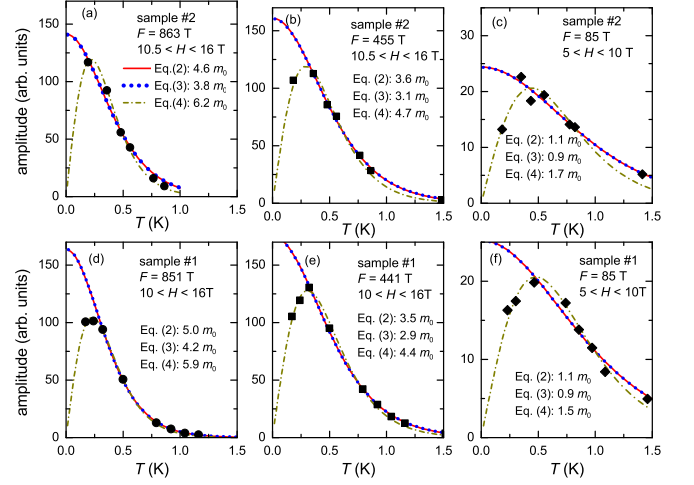 (a) sample #2
F = 863 T
10.5 < H < 16 T
Eq.(2): 4.6 m0
Eq.(3): 3.8 m0
Eq.(4): 6.2 m0
amplitude (arb. units)
0 50 100 150
0.0 0.5 1.0 1.5
T (K)
(b) sample #2
F = 455 T
10.5 < H < 16 T
Eq. (2): 3.6 m0
Eq. (3): 3.1 m0
Eq. (4): 4.7 m0
0 50 100 150
0.0 0.5 1.0 1.5
T (K)
(c) sample #2
F = 85 T
5 < H < 10 T
Eq. (2): 1.1 m0
Eq. (3): 0.9 m0
Eq. (4): 1.7 m0
0 10 20 30
0.0 0.5 1.0 1.5
T (K)
(d) sample #1
F = 851 T
10 < H < 16T
Eq. (2): 5.0 m0
Eq. (3): 4.2 m0
Eq. (4): 5.9 m0
amplitude (arb. units)
0 50 100 150
0.0 0.5 1.0 1.5
T (K)
(e) sample #1
F = 441 T
10 < H < 16T
Eq. (2): 3.5 m0
Eq. (3): 2.9 m0
Eq. (4): 4.4 m0
0 50 100 150
0.0 0.5 1.0 1.5
T (K)
(f) sample #1
F = 85 T
5 < H < 10T
Eq. (2): 1.1 m0
Eq. (3): 0.9 m0
Eq. (4): 1.5 m0
0 5 10 15 20 25
0.0 0.5 1.0 1.5
T (K)